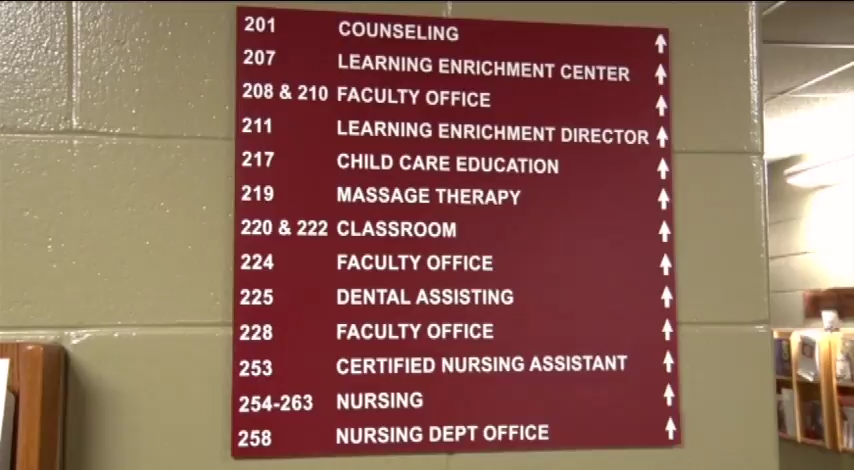 201 COUNSELING
207 LEARNING ENRICHMENT CENTER
208 & 210 FACULTY OFFICE
211 LEARNING ENRICHMENT DIRECTOR
217 CHILD CARE EDUCATION
219 MASSAGE THERAPY
220 & 222 CLASSROOM
224 FACULTY OFFICE
225 DENTAL ASSISTING
228 FACULTY OFFICE
253 CERTIFIED NURSING ASSISTANT
254-263 NURSING
258 NURSING DEPT OFFICE